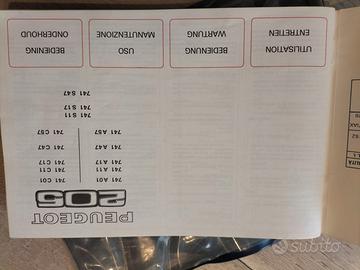 PEUGEOT
205
741 A01 741 C01
741 A11 741 C11
741 A17 741 C17
741 A47 741 C47
741 A57 741 C57
741 S11
741 S17
741 S47
UTILISATION
ENTRETIEN
BEDIENUNG
WARTUNG
USO
MANUTENZIONE
BEDIENING
ONDERHOUD
subito